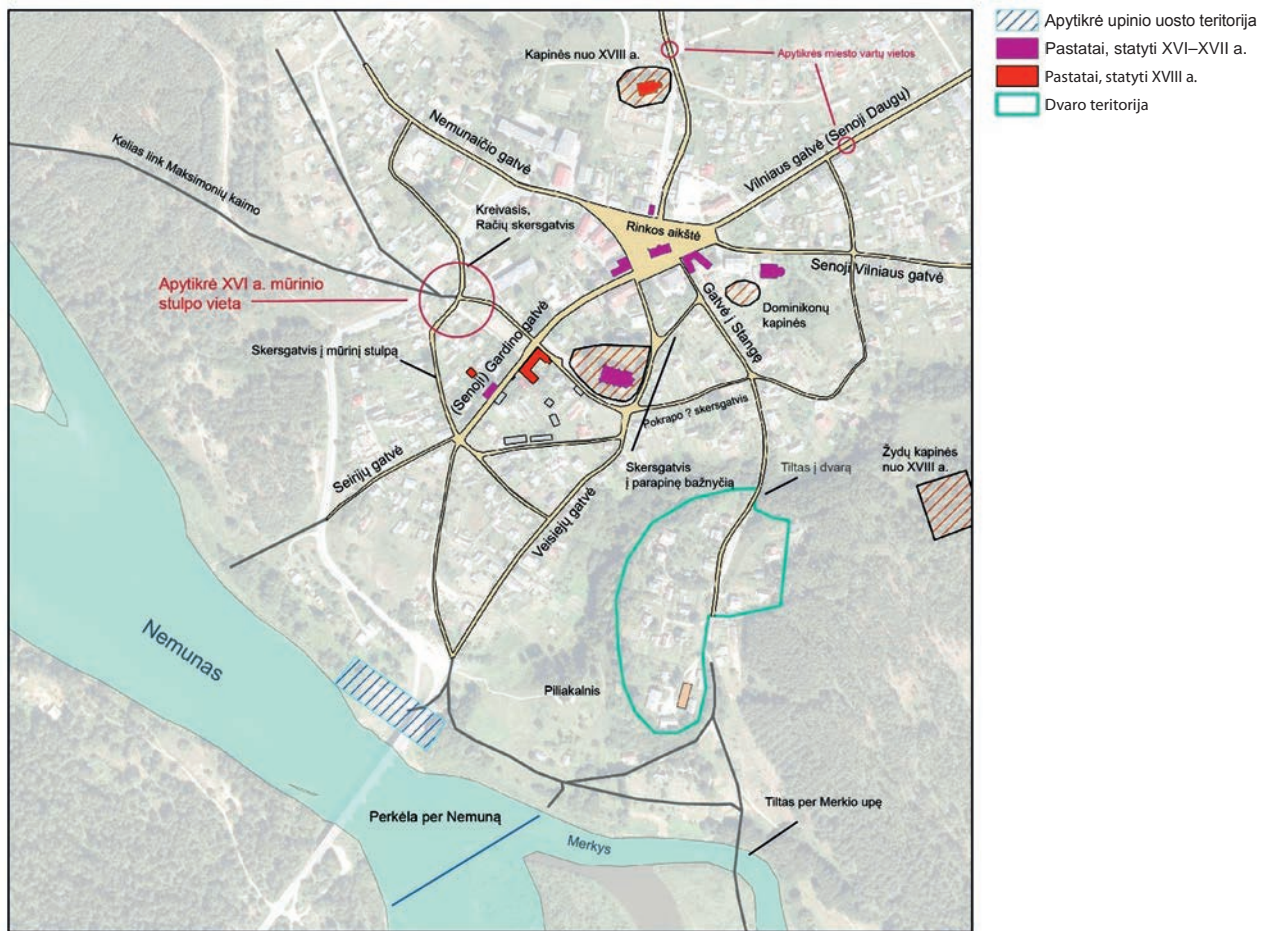 Apytikrė upinio uosto teritorija
Pastatai, statyti XVI–XVII a.
Pastatai, statyti XVIII a.
Dvaro teritorija
Kapinės nuo XVIII a.
Apytikrės miesto vartų vietos
Nemunaičio gatvė
Vilniaus gatvė (Senoji Daugų)
Kelias link Maksimonių kaimo
Kreivasis,
Račių skersgatvis
Rinkos aikštė
Senoji Vilniaus gatvė
Apytikrė XVI a. mūrinio
stulpo vieta
Gatvė į Stangę
Dominikonų
kapinės
Skersgatvis į mūrinį stulpą
(Senoji) Gardino gatvė
Pokrapo ? skersgatvis
Seirijų gatvė
Skersgatvis
į parapinę bažnyčią
Tiltas į dvarą
Žydų kapinės
nuo XVIII a.
Veisiejų gatvė
Nemunas
Piliakalnis
Perkėla per Nemuną
Tiltas per Merkio upę
Merkys